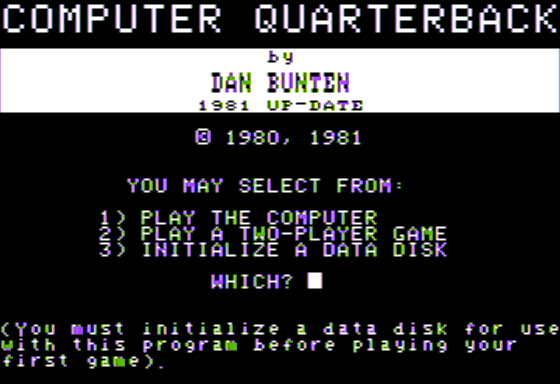 COMPUTER QUARTERBACK
by
DAN BUNTEN
1981 UP-DATE
© 1980, 1981
YOU MAY SELECT FROM:
1) PLAY THE COMPUTER
2) PLAY A TWO-PLAYER GAME
3) INITIALIZE A DATA DISK
WHICH?
(You must initialize a data disk for use
with this program before playing your
first game).